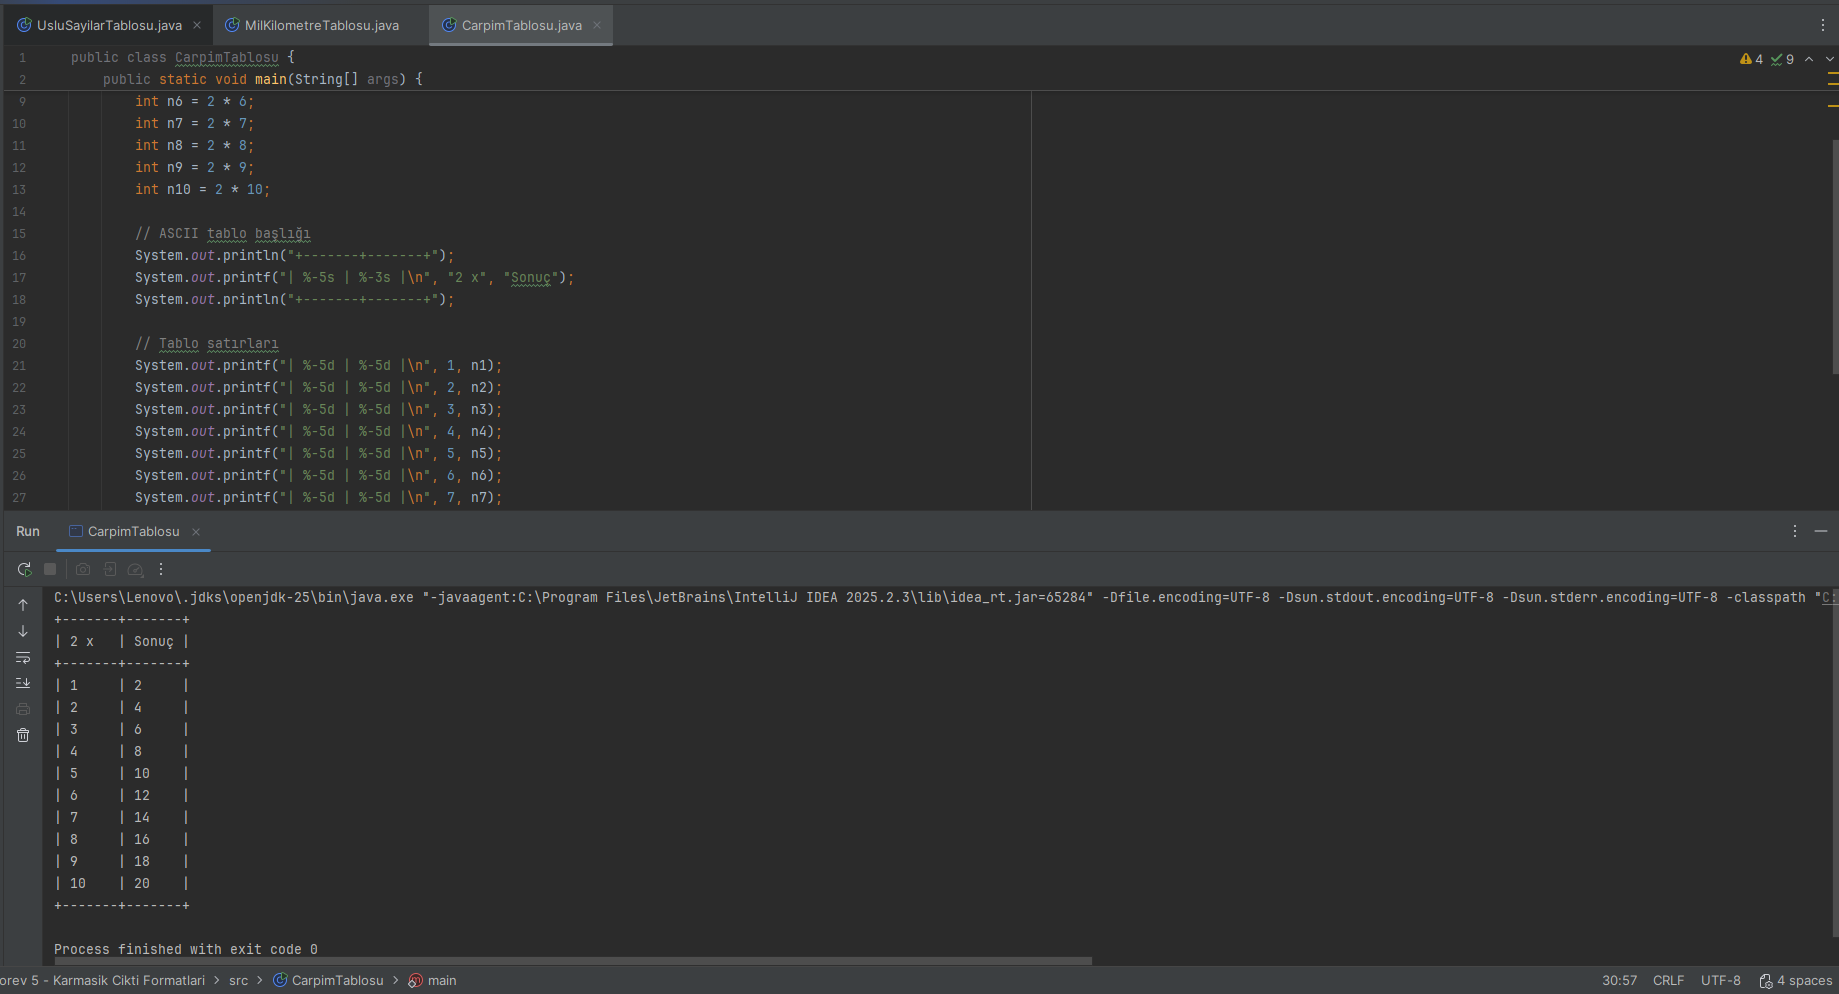 UsluSayilarTablosu.java × MilKilometreTablosu.java CarpimTablosu.java ×
1 public class CarpimTablosu { 4 9
2 public static void main(String[] args) {
9 int n6 = 2 * 6;
10 int n7 = 2 * 7;
11 int n8 = 2 * 8;
12 int n9 = 2 * 9;
13 int n10 = 2 * 10;
14
15 // ASCII tablo başlığı
16 System.out.println("+-------+-------+");
17 System.out.printf("| %-5s | %-3s |\n", "2 x", "Sonuç");
18 System.out.println("+-------+-------+");
19
20 // Tablo satırları
21 System.out.printf("| %-5d | %-5d |\n", 1, n1);
22 System.out.printf("| %-5d | %-5d |\n", 2, n2);
23 System.out.printf("| %-5d | %-5d |\n", 3, n3);
24 System.out.printf("| %-5d | %-5d |\n", 4, n4);
25 System.out.printf("| %-5d | %-5d |\n", 5, n5);
26 System.out.printf("| %-5d | %-5d |\n", 6, n6);
27 System.out.printf("| %-5d | %-5d |\n", 7, n7);
Run CarpimTablosu ×
C:\Users\Lenovo\.jdks\openjdk-25\bin\java.exe "-javaagent:C:\Program Files\JetBrains\IntelliJ IDEA 2025.2.3\lib\idea_rt.jar=65284" -Dfile.encoding=UTF-8 -Dsun.stdout.encoding=UTF-8 -Dsun.stderr.encoding=UTF-8 -classpath "C:
+-------+-------+
| 2 x   | Sonuç |
+-------+-------+
| 1     | 2     |
| 2     | 4     |
| 3     | 6     |
| 4     | 8     |
| 5     | 10    |
| 6     | 12    |
| 7     | 14    |
| 8     | 16    |
| 9     | 18    |
| 10    | 20    |
+-------+-------+
Process finished with exit code 0
orev 5 - Karmasik Cikti Formatlari > src > CarpimTablosu > main 30:57 CRLF UTF-8 4 spaces